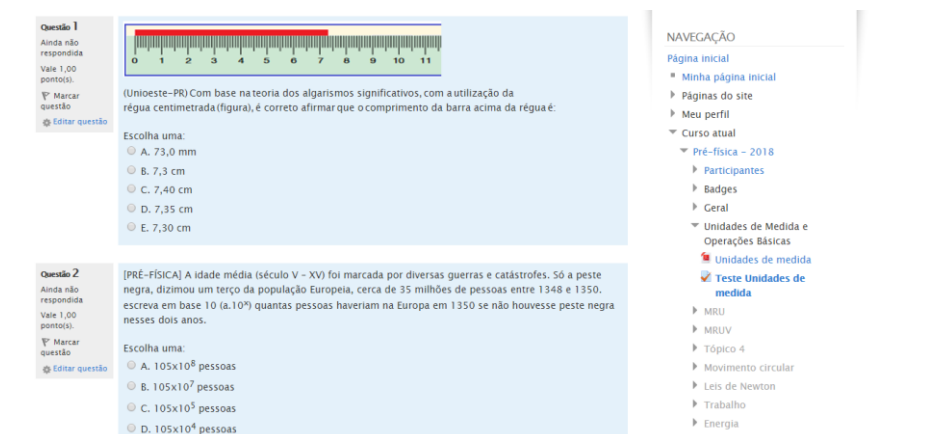 Questão 1
Ainda não
respondida
Vale 1,00
ponto(s).
Marcar
questão
Editar questão
0 1 2 3 4 5 6 7 8 9 10 11
(Unioeste-PR) Com base na teoria dos algarismos significativos, com a utilização da
régua centimetrada (figura), é correto afirmar que o comprimento da barra acima da régua é:
Escolha uma:
A. 73,0 mm
B. 7,3 cm
C. 7,40 cm
D. 7,35 cm
E. 7,30 cm
Questão 2
Ainda não
respondida
Vale 1,00
ponto(s).
Marcar
questão
Editar questão
[PRÉ-FÍSICA] A idade média (século V - XV) foi marcada por diversas guerras e catástrofes. Só a peste
negra, dizimou um terço da população Europeia, cerca de 35 milhões de pessoas entre 1348 e 1350.
escreva em base 10 (a.10ˣ) quantas pessoas haveriam na Europa em 1350 se não houvesse peste negra
nesses dois anos.
Escolha uma:
A. 105x10⁸ pessoas
B. 105x10⁷ pessoas
C. 105x10⁵ pessoas
D. 105x10⁴ pessoas
NAVEGAÇÃO
Página inicial
Minha página inicial
Páginas do site
Meu perfil
Curso atual
Pré-física - 2018
Participantes
Badges
Geral
Unidades de Medida e
Operações Básicas
Unidades de medida
Teste Unidades de
medida
MRU
MRUV
Tópico 4
Movimento circular
Leis de Newton
Trabalho
Energia